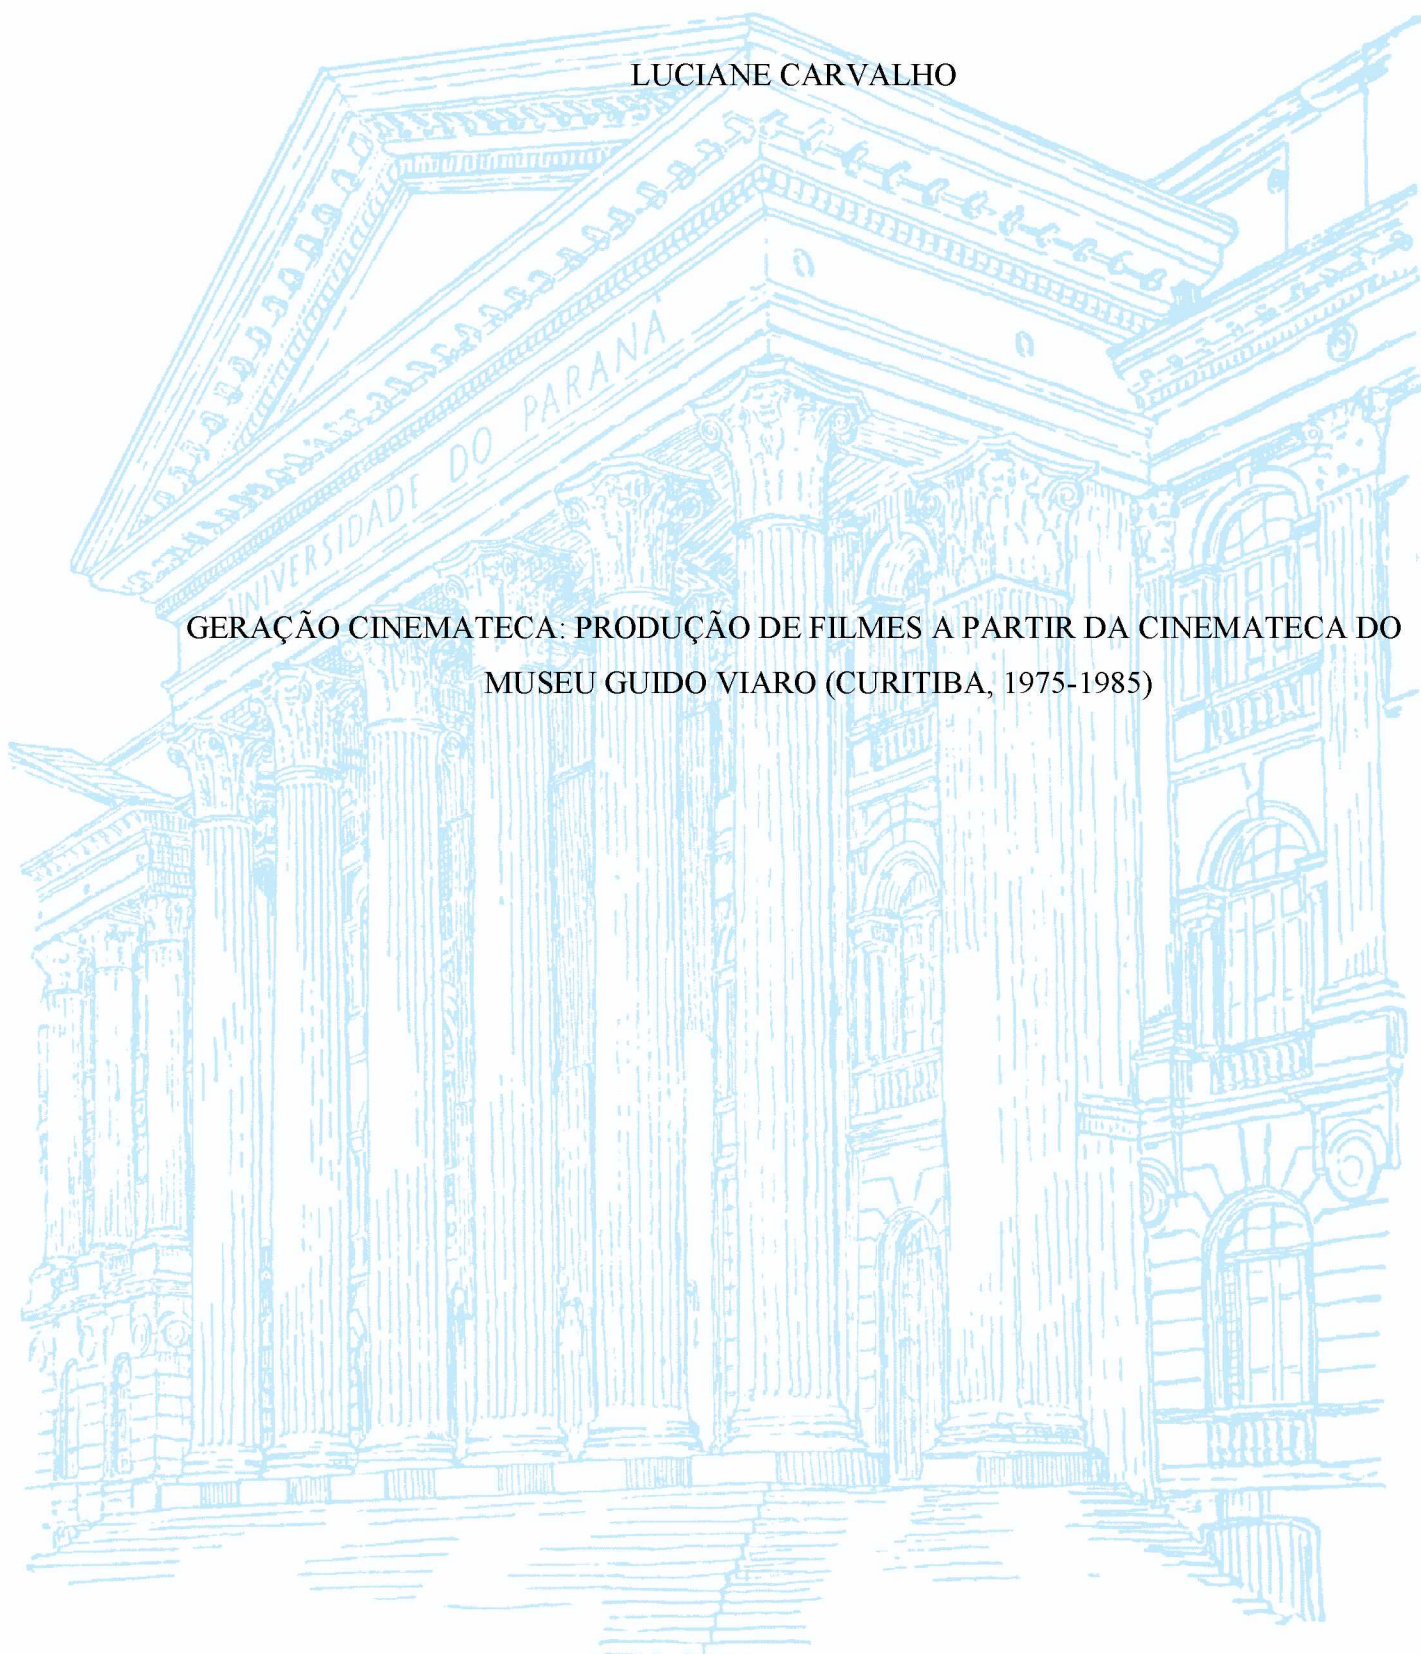 LUCIANE CARVALHO
UNIVERSIDADE DO PARANÁ
GERAÇÃO CINEMATECA: PRODUÇÃO DE FILMES A PARTIR DA CINEMATECA DO
MUSEU GUIDO VIARO (CURITIBA, 1975-1985)